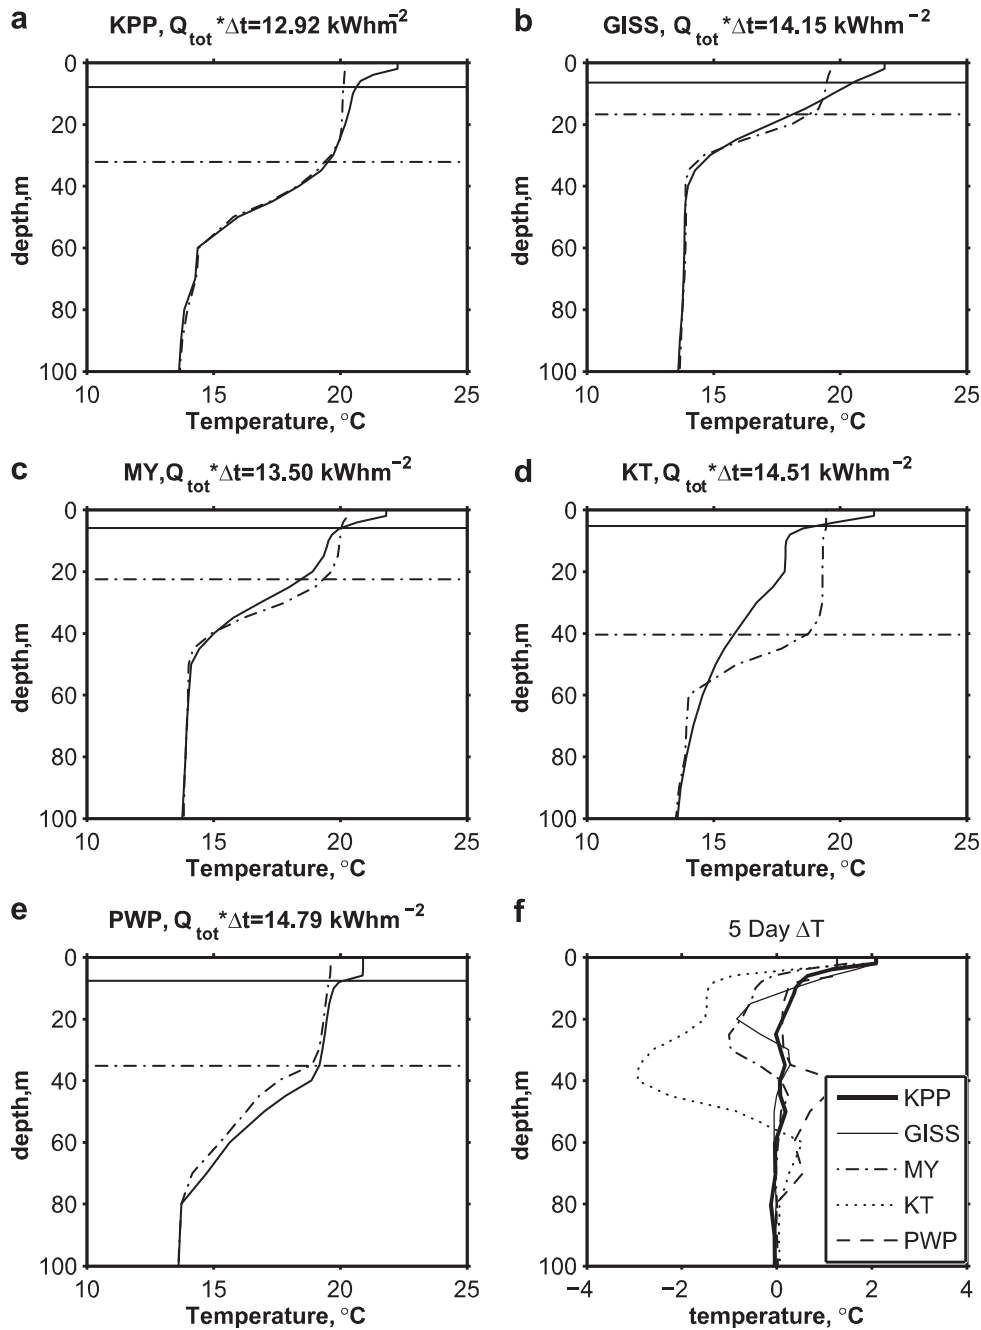 a
KPP, Q_tot *Δt=12.92 kWhm⁻²
0
20
40
60
80
100
depth,m
10 15 20 25
Temperature, °C
b
GISS, Q_tot *Δt=14.15 kWhm⁻²
0
20
40
60
80
100
depth,m
10 15 20 25
Temperature, °C
c
MY,Q_tot*Δt=13.50 kWhm⁻²
0
20
40
60
80
100
depth,m
10 15 20 25
Temperature, °C
d
KT, Q_tot*Δt=14.51 kWhm⁻²
0
20
40
60
80
100
depth,m
10 15 20 25
Temperature, °C
e
PWP, Q_tot*Δt=14.79 kWhm⁻²
0
20
40
60
80
100
depth,m
10 15 20 25
Temperature, °C
f
5 Day ΔT
0
20
40
60
80
100
depth,m
KPP
GISS
MY
KT
PWP
−4 −2 0 2 4
temperature, °C